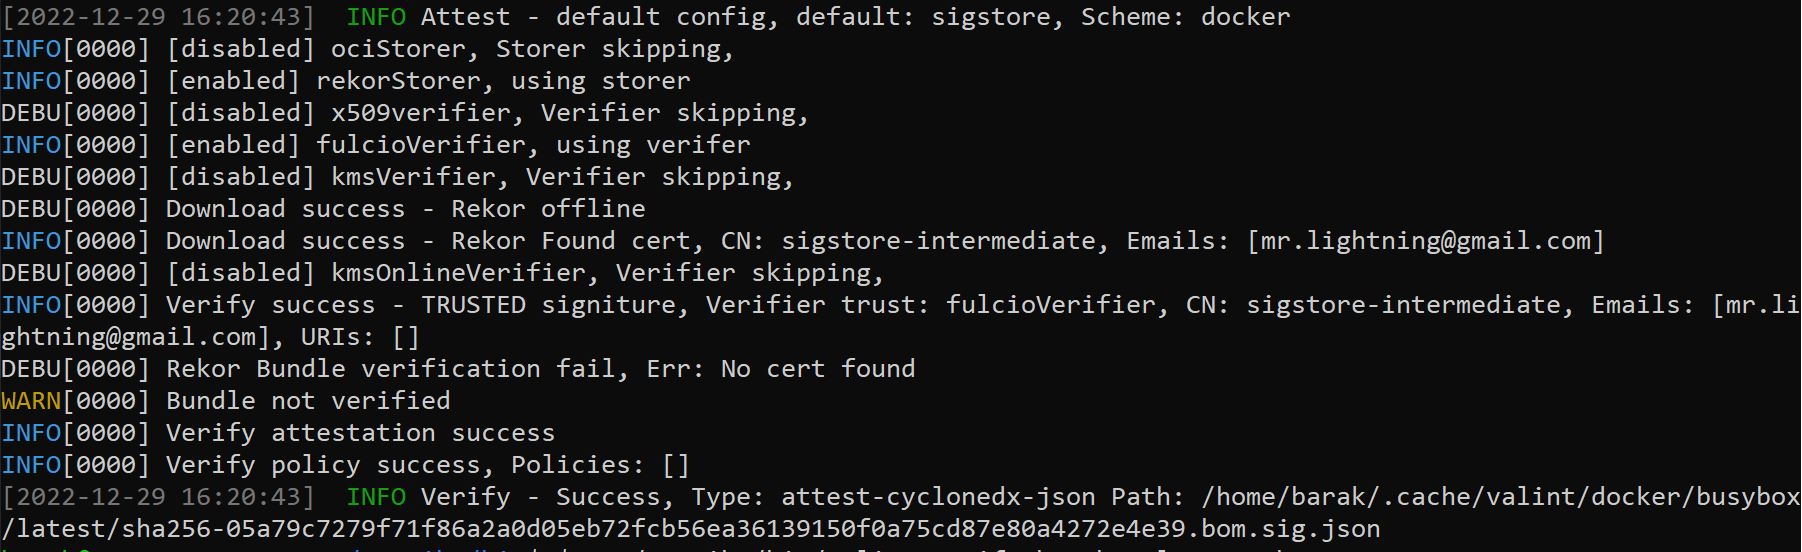 [2022-12-29 16:20:43]  INFO Attest - default config, default: sigstore, Scheme: docker
INFO[0000] [disabled] ociStorer, Storer skipping,
INFO[0000] [enabled] rekorStorer, using storer
DEBU[0000] [disabled] x509verifier, Verifier skipping,
INFO[0000] [enabled] fulcioVerifier, using verifer
DEBU[0000] [disabled] kmsVerifier, Verifier skipping,
DEBU[0000] Download success - Rekor offline
INFO[0000] Download success - Rekor Found cert, CN: sigstore-intermediate, Emails: [mr.lightning@gmail.com]
DEBU[0000] [disabled] kmsOnlineVerifier, Verifier skipping,
INFO[0000] Verify success - TRUSTED signiture, Verifier trust: fulcioVerifier, CN: sigstore-intermediate, Emails: [mr.li
ghtning@gmail.com], URIs: []
DEBU[0000] Rekor Bundle verification fail, Err: No cert found
WARN[0000] Bundle not verified
INFO[0000] Verify attestation success
INFO[0000] Verify policy success, Policies: []
[2022-12-29 16:20:43]  INFO Verify - Success, Type: attest-cyclonedx-json Path: /home/barak/.cache/valint/docker/busybox
/latest/sha256-05a79c7279f71f86a2a0d05eb72fcb56ea36139150f0a75cd87e80a4272e4e39.bom.sig.json